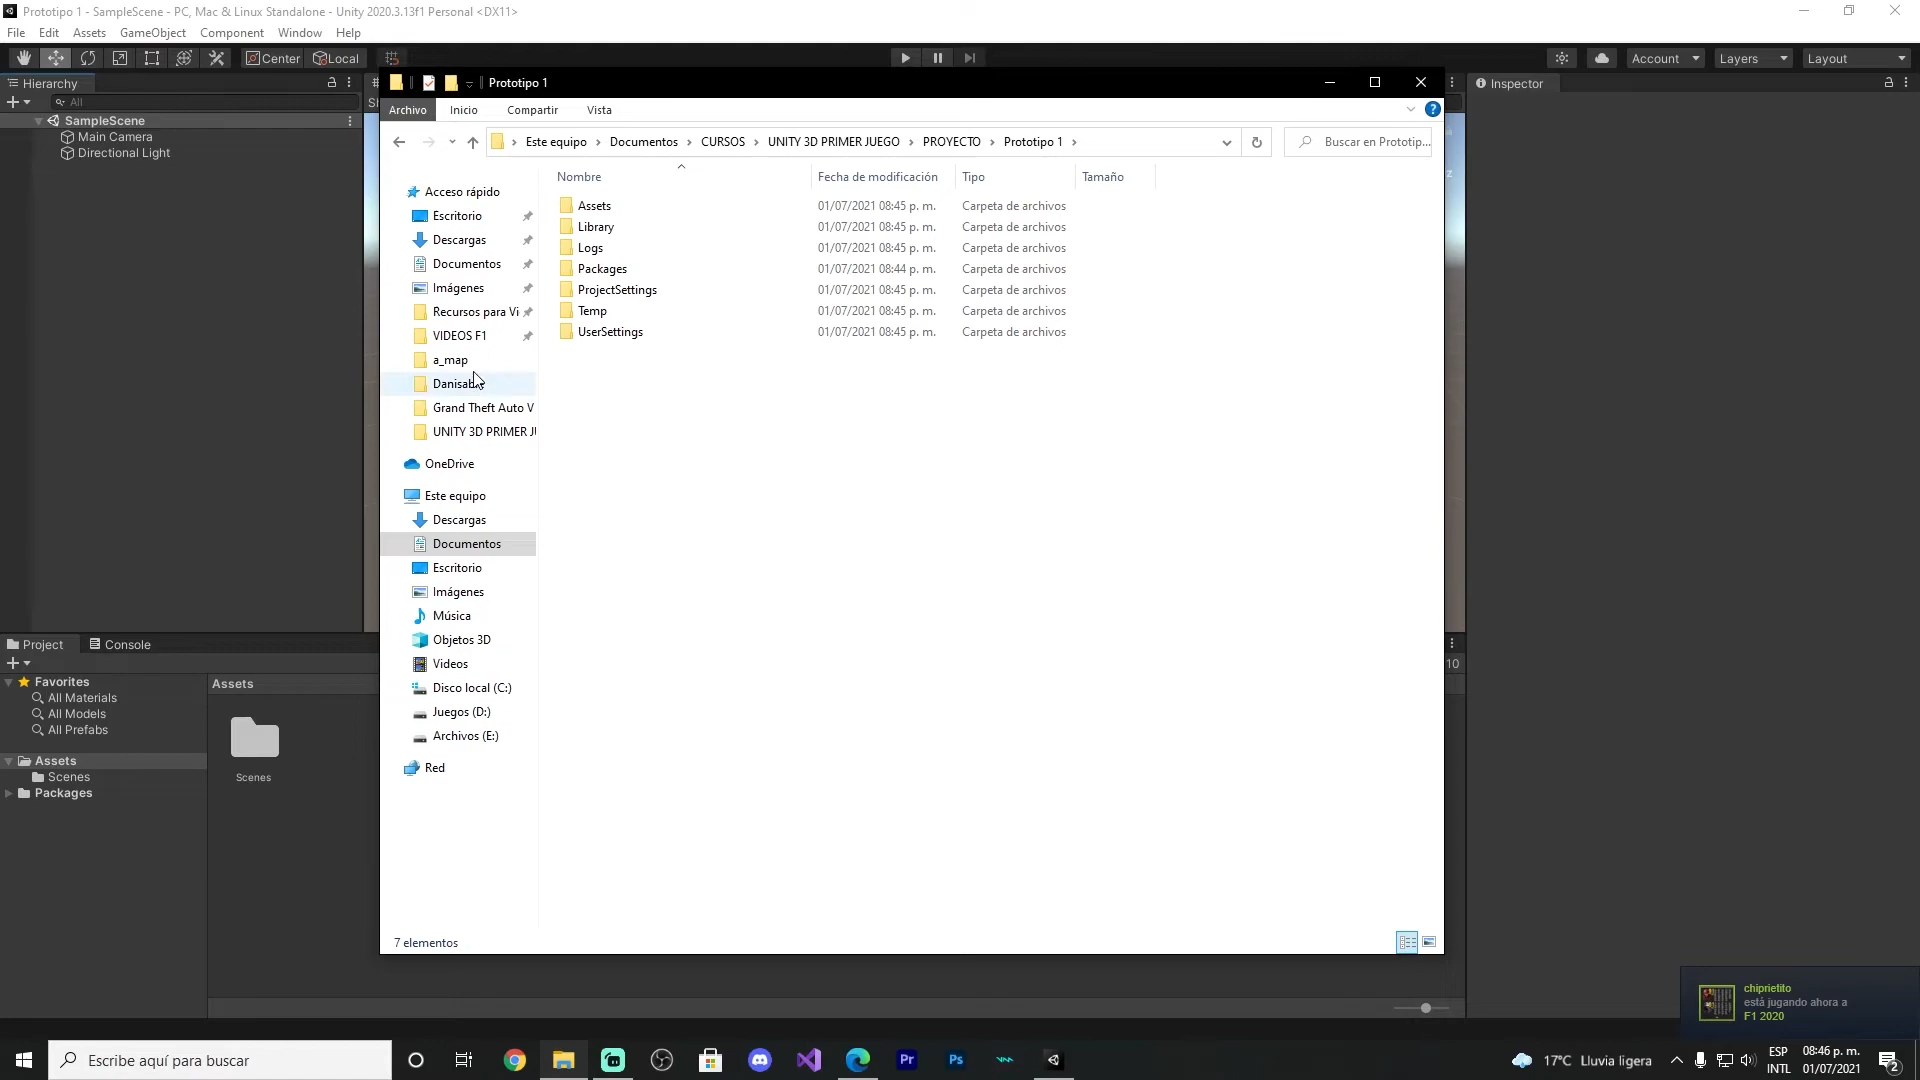 Prototipo 1 - SampleScene - PC, Mac & Linux Standalone - Unity 2020.3.13f1 Personal <DX11>
File Edit Assets GameObject Component Window Help
Center Local Account Layers Layout
Hierarchy
All
SampleScene
Main Camera
Directional Light
Prototipo 1
Archivo Inicio Compartir Vista
Este equipo Documentos CURSOS UNITY 3D PRIMER JUEGO PROYECTO Prototipo 1
Buscar en Prototip...
Nombre Fecha de modificación Tipo Tamaño
Assets 01/07/2021 08:45 p. m. Carpeta de archivos
Library 01/07/2021 08:45 p. m. Carpeta de archivos
Logs 01/07/2021 08:45 p. m. Carpeta de archivos
Packages 01/07/2021 08:44 p. m. Carpeta de archivos
ProjectSettings 01/07/2021 08:45 p. m. Carpeta de archivos
Temp 01/07/2021 08:45 p. m. Carpeta de archivos
UserSettings 01/07/2021 08:45 p. m. Carpeta de archivos
Acceso rápido
Escritorio
Descargas
Documentos
Imágenes
Recursos para Vi
VIDEOS F1
a_map
Grand Theft Auto V
UNITY 3D PRIMER JU
OneDrive
Este equipo
Descargas
Documentos
Escritorio
Imágenes
Música
Objetos 3D
Videos
Disco local (C:)
Juegos (D:)
Archivos (E:)
Red
7 elementos
Inspector
Project Console
Favorites
All Materials
All Models
All Prefabs
Assets
Scenes
Packages
Assets
Scenes
10
chiprietito
está jugando ahora a
F1 2020
Escribe aquí para buscar
Pr
Ps
17°C Lluvia ligera
ESP
INTL
08:46 p. m.
01/07/2021
2